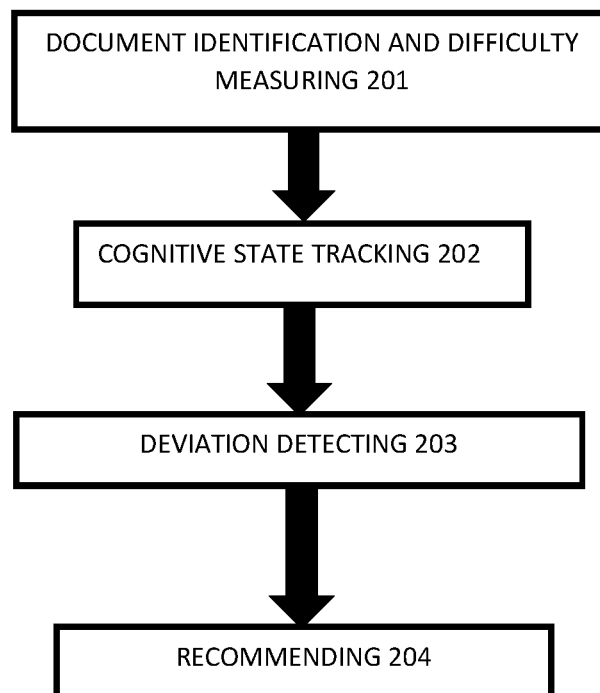 DOCUMENT IDENTIFICATION AND DIFFICULTY
MEASURING 201
COGNITIVE STATE TRACKING 202
DEVIATION DETECTING 203
RECOMMENDING 204